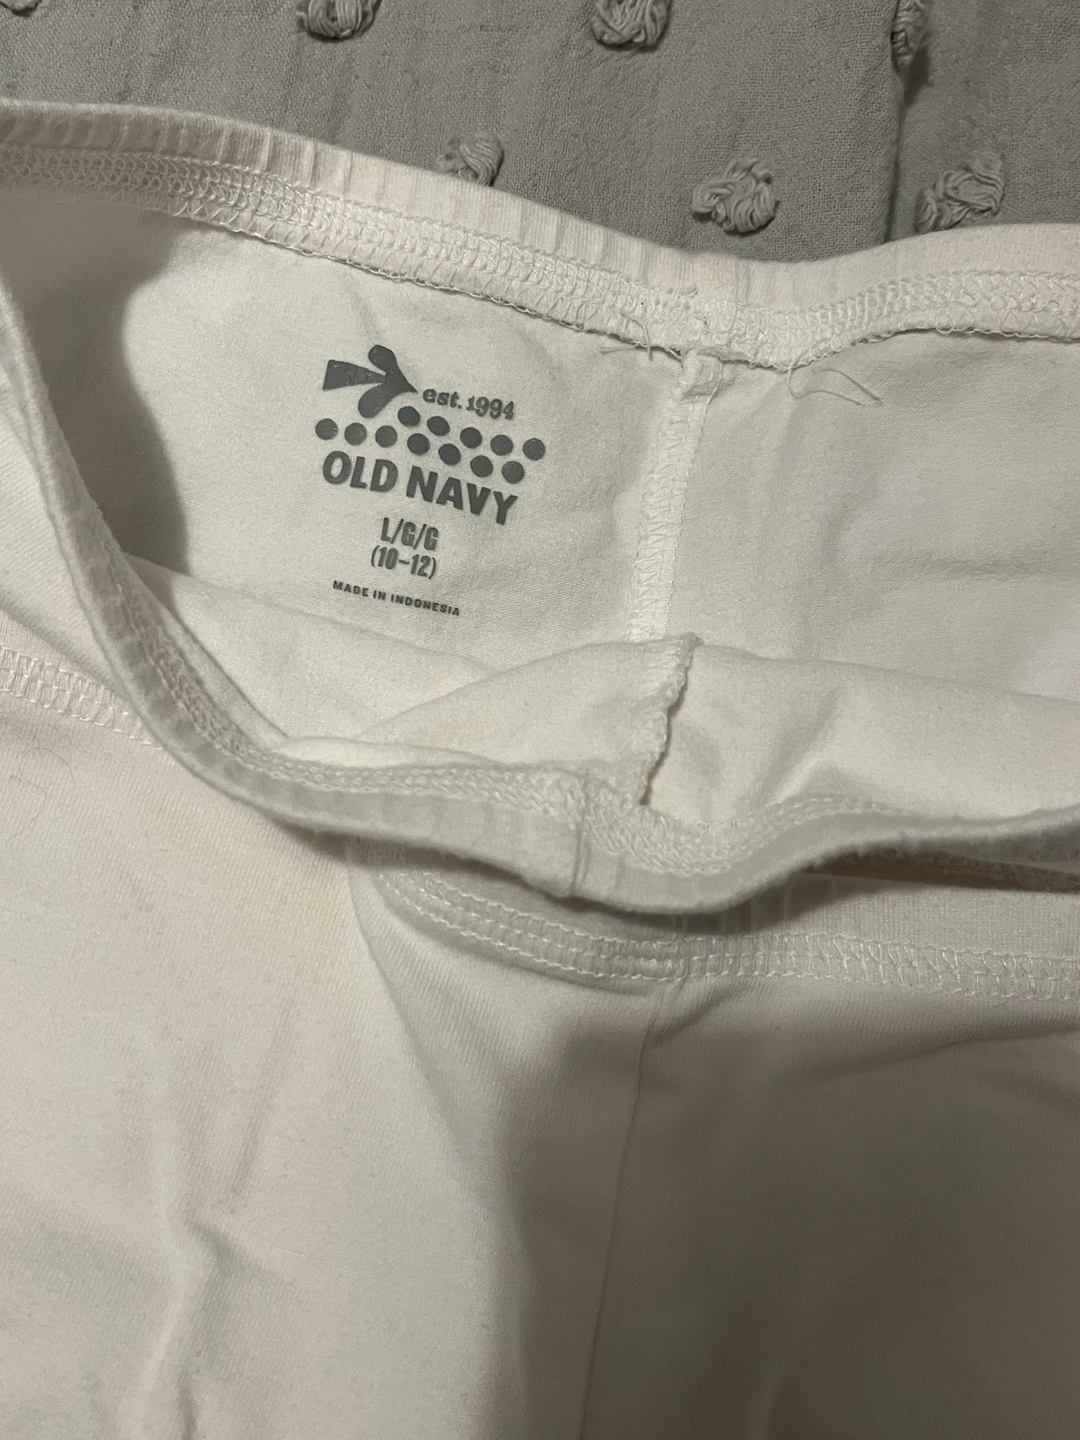 est. 1994
OLD NAVY
L/G/G
(10-12)
MADE IN INDONESIA